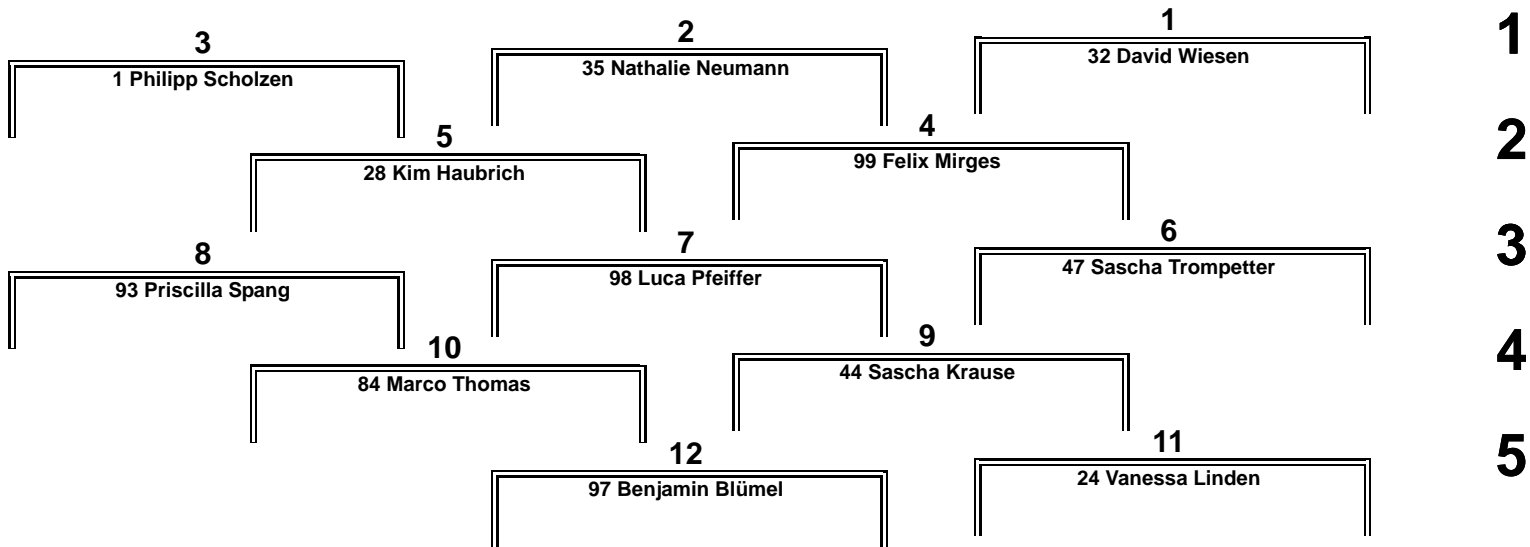 3 2 1 1
1 Philipp Scholzen 35 Nathalie Neumann 32 David Wiesen
5 4 2
28 Kim Haubrich 99 Felix Mirges
8 7 6 3
93 Priscilla Spang 98 Luca Pfeiffer 47 Sascha Trompetter
10 9 4
84 Marco Thomas 44 Sascha Krause
12 11 5
97 Benjamin Blümel 24 Vanessa Linden